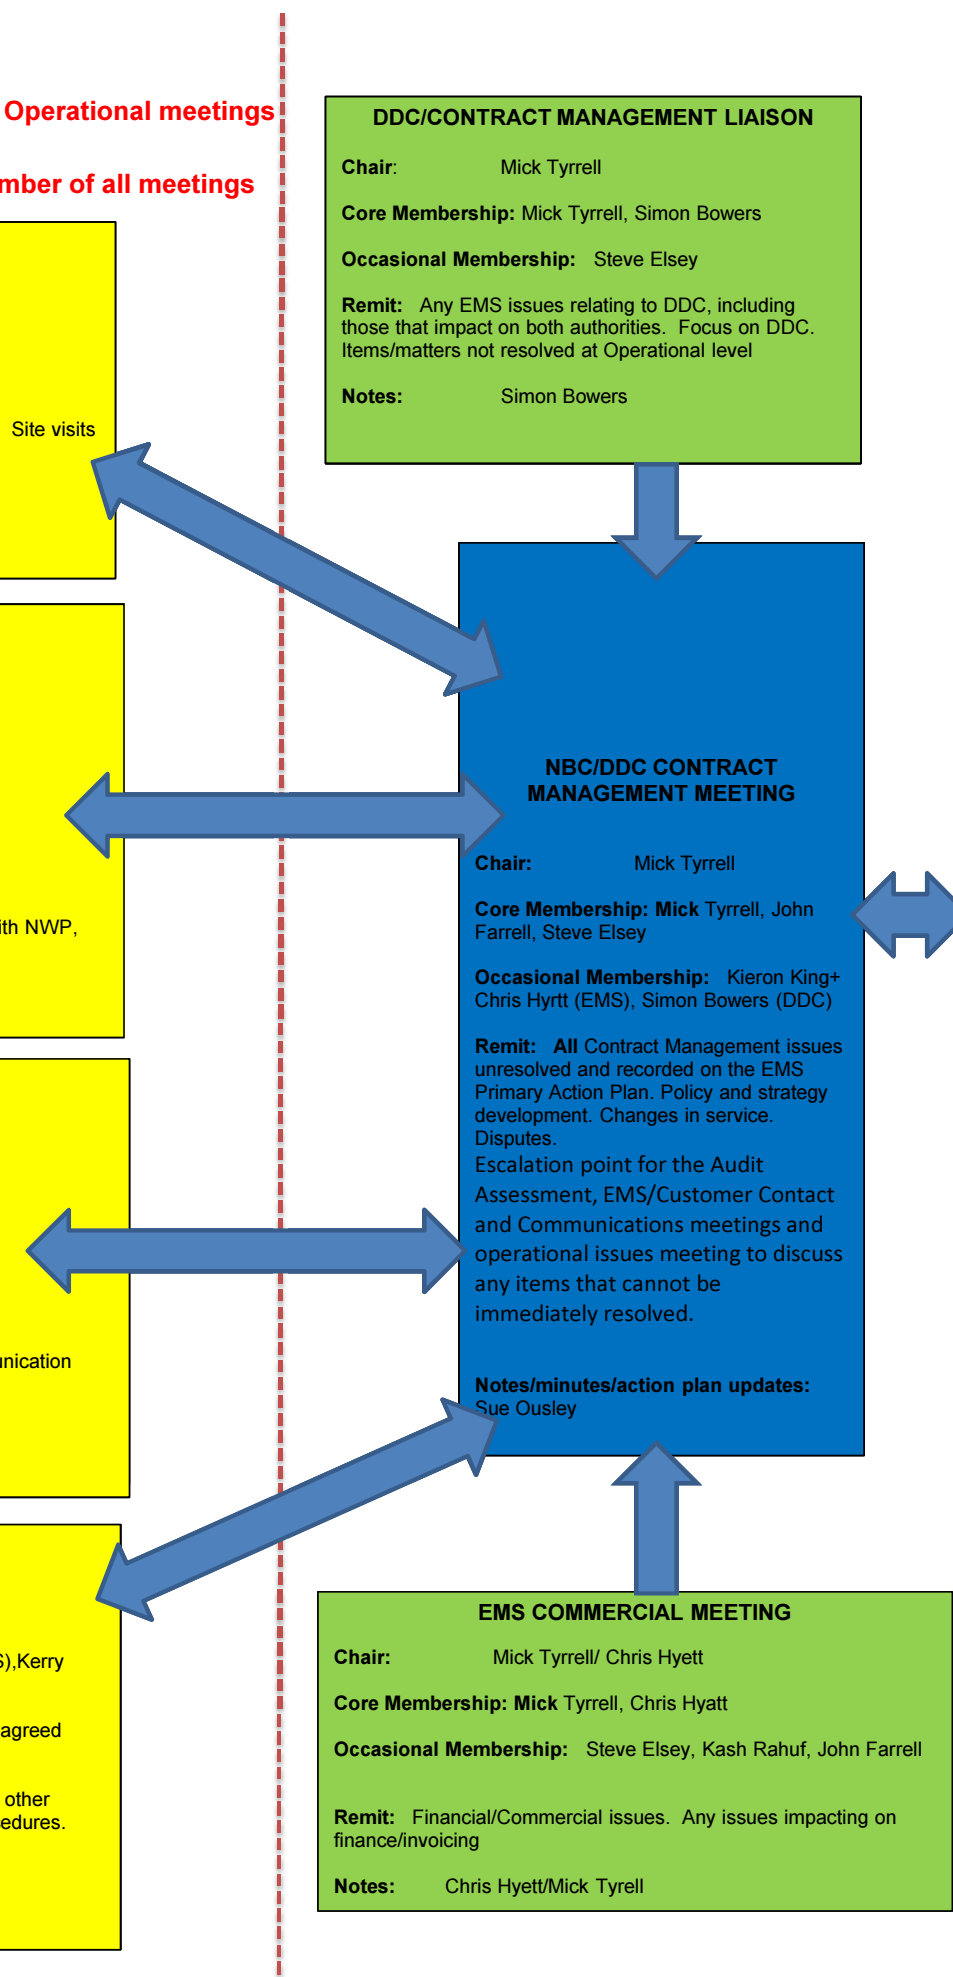 Operational meetings
mber of all meetings
Site visits
ith NWP,
unication
),Kerry
agreed
other
edures.
DDC/CONTRACT MANAGEMENT LIAISON
Chair: Mick Tyrrell
Core Membership: Mick Tyrrell, Simon Bowers
Occasional Membership: Steve Elsey
Remit: Any EMS issues relating to DDC, including
those that impact on both authorities. Focus on DDC.
Items/matters not resolved at Operational level
Notes: Simon Bowers
NBC/DDC CONTRACT
MANAGEMENT MEETING
Chair: Mick Tyrrell
Core Membership: Mick Tyrrell, John
Farrell, Steve Elsey
Occasional Membership: Kieron King+
Chris Hyrtt (EMS), Simon Bowers (DDC)
Remit: All Contract Management issues
unresolved and recorded on the EMS
Primary Action Plan. Policy and strategy
development. Changes in service.
Disputes.
Escalation point for the Audit
Assessment, EMS/Customer Contact
and Communications meetings and
operational issues meeting to discuss
any items that cannot be
immediately resolved.
Notes/minutes/action plan updates:
Sue Ousley
EMS COMMERCIAL MEETING
Chair: Mick Tyrrell/ Chris Hyett
Core Membership: Mick Tyrrell, Chris Hyatt
Occasional Membership: Steve Elsey, Kash Rahuf, John Farrell
Remit: Financial/Commercial issues. Any issues impacting on
finance/invoicing
Notes: Chris Hyett/Mick Tyrell